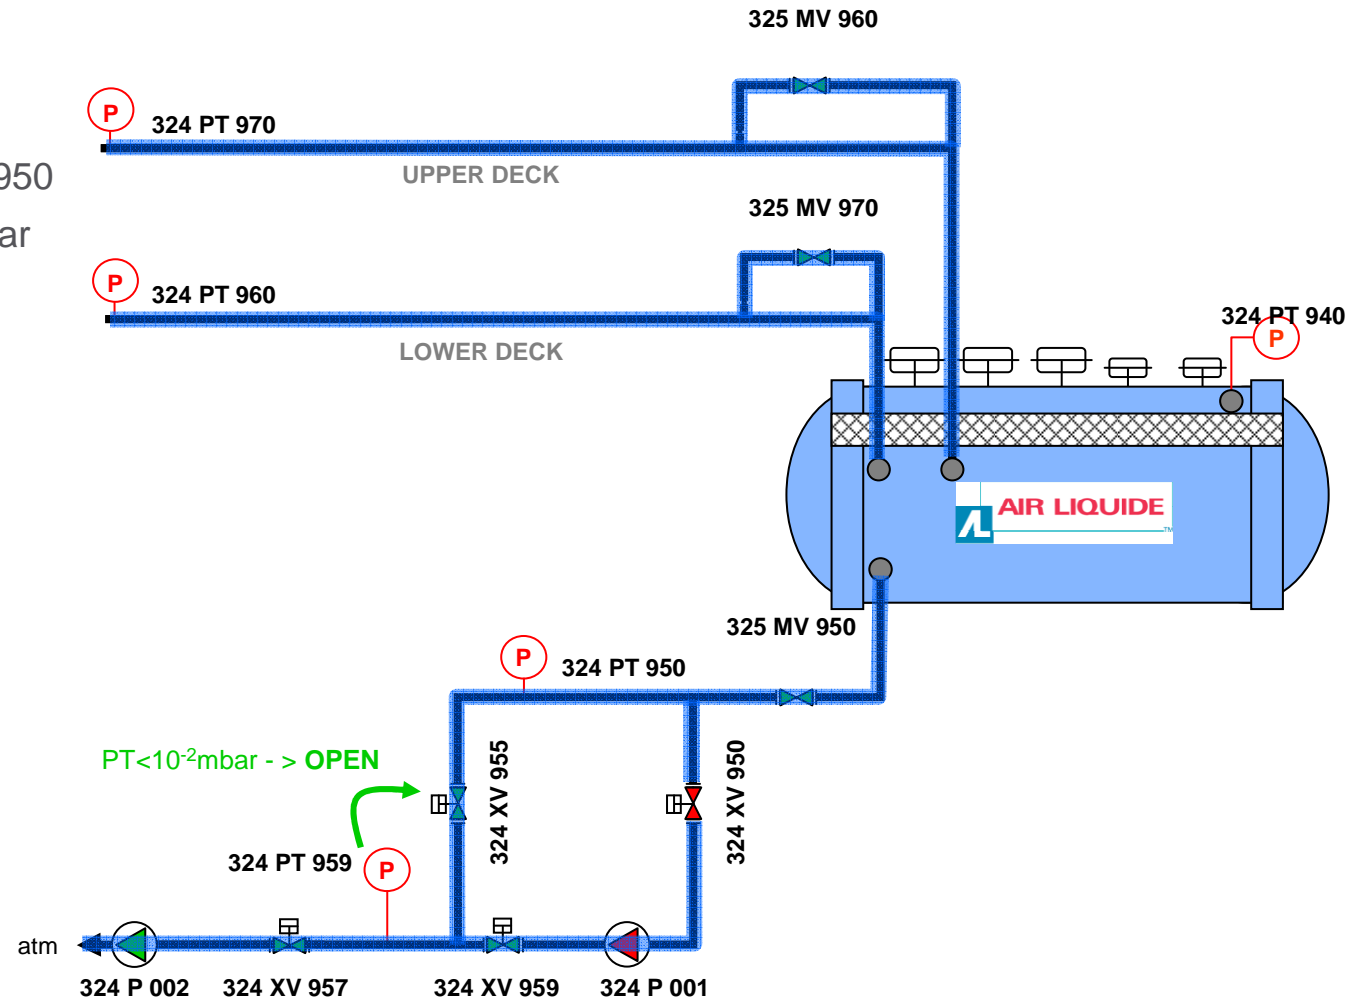 325 MV 960
P
324 PT 970
950
UPPER DECK
325 MV 970
ar
P
324 PT 960
324 PT 940
P
LOWER DECK
AIR LIQUIDE
TM
325 MV 950
P
324 PT 950
PT<10⁻²mbar - > OPEN
324 XV 955
324 XV 950
324 PT 959
P
atm
324 P 002
324 XV 957
324 XV 959
324 P 001